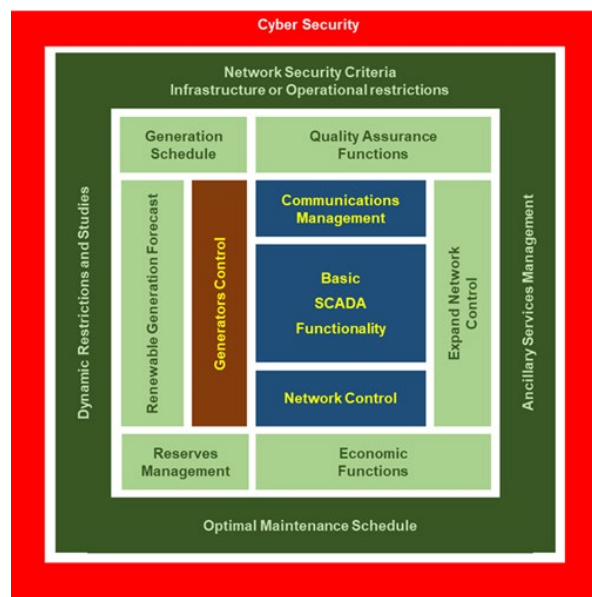 Cyber Security
Network Security Criteria
Infrastructure or Operational restrictions
Dynamic Restrictions and Studies
Generation
Schedule
Quality Assurance
Functions
Renewable Generation Forecast
Generators Control
Communications
Management
Basic
SCADA
Functionality
Network Control
Expand Network
Control
Reserves
Management
Economic
Functions
Ancillary Services Management
Optimal Maintenance Schedule